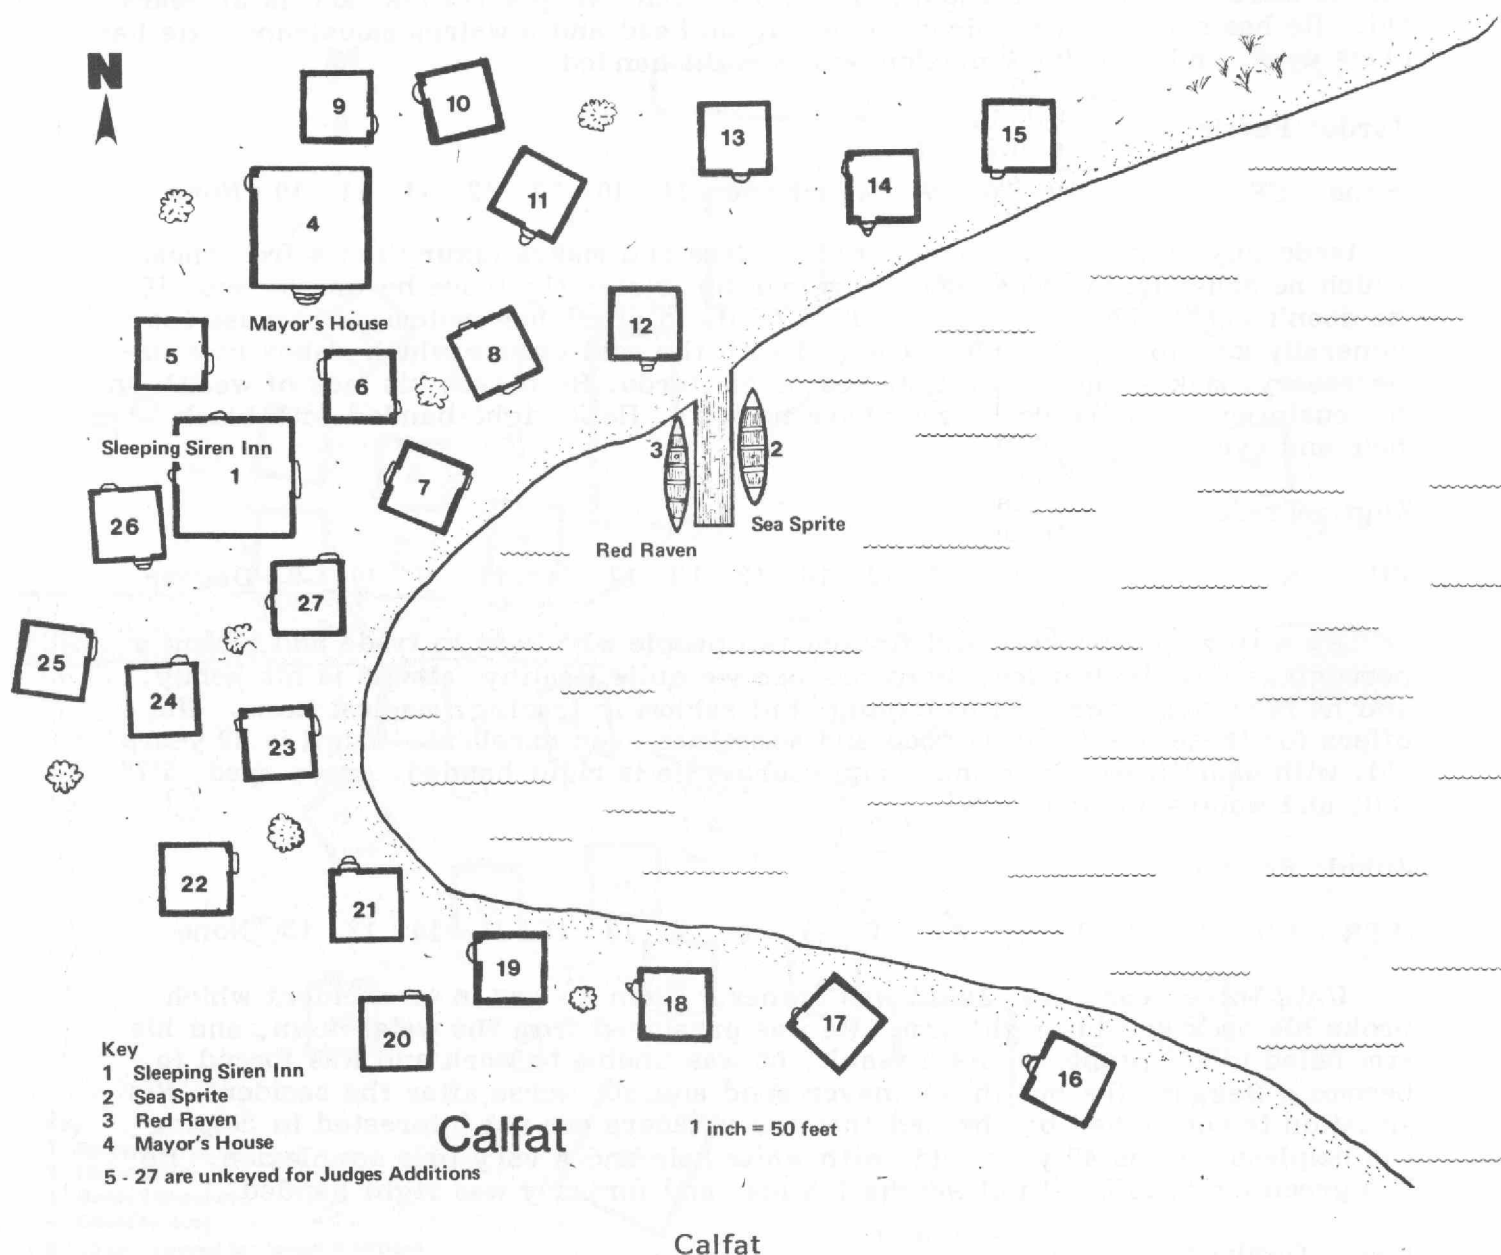 N
9
10
13
15
11
14
4
Mayor's House
12
5
8
6
Sleeping Siren Inn
3
2
1
7
26
Sea Sprite
Red Raven
27
25
24
23
22
21
19
18
17
20
16
Key
1 Sleeping Siren Inn
2 Sea Sprite
3 Red Raven
4 Mayor's House
5 - 27 are unkeyed for Judges Additions
Calfat
1 inch = 50 feet
Calfat